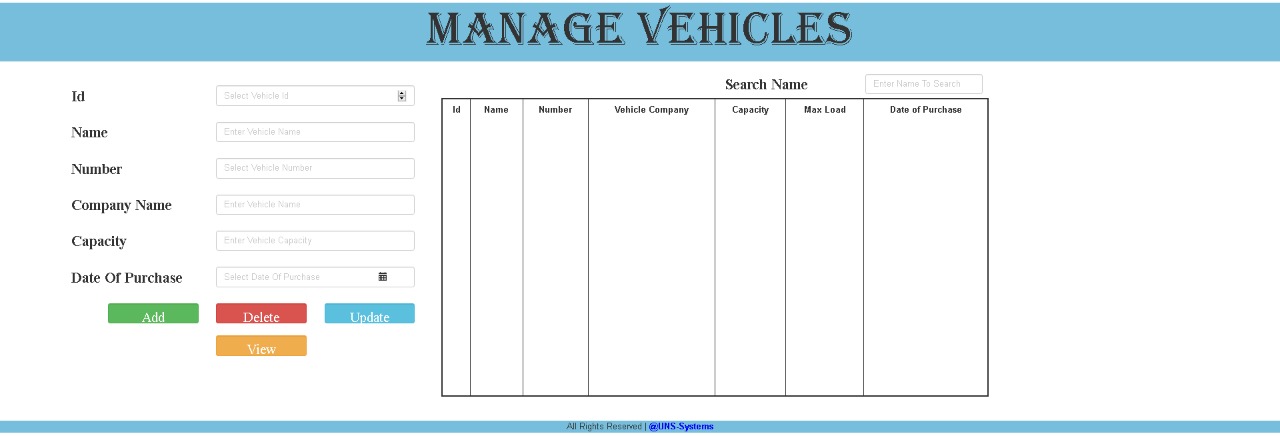 MANAGE VEHICLES
Search Name
Enter Name To Search
Id
Select Vehicle Id
Name
Enter Vehicle Name
Number
Select Vehicle Number
Company Name
Enter Vehicle Name
Capacity
Enter Vehicle Capacity
Date Of Purchase
Select Date Of Purchase
Add
Delete
Update
View
Id
Name
Number
Vehicle Company
Capacity
Max Load
Date of Purchase
All Rights Reserved | @UNS-Systems